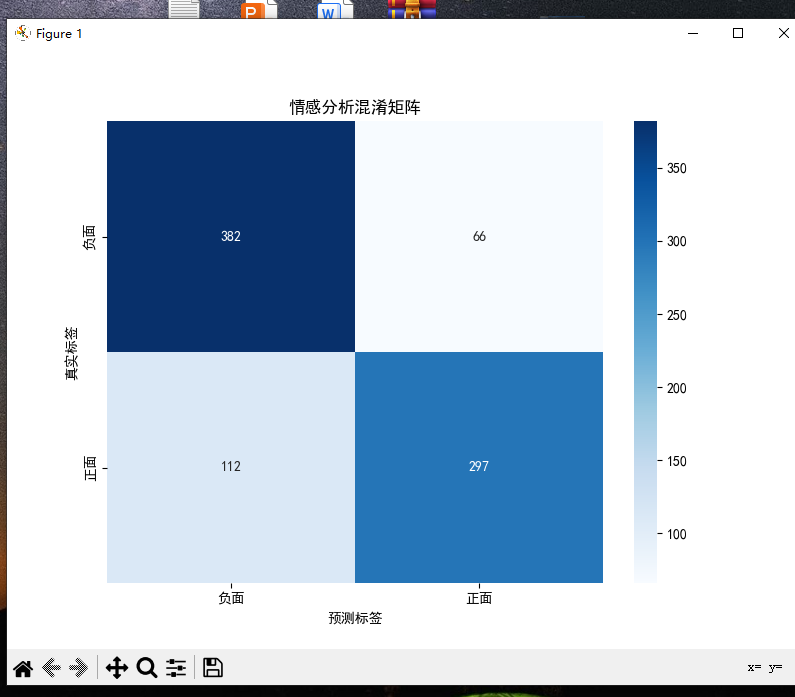 Figure 1
情感分析混淆矩阵
负面
382
66
真实标签
正面
112
297
负面
正面
预测标签
350
300
250
200
150
100
x= y=